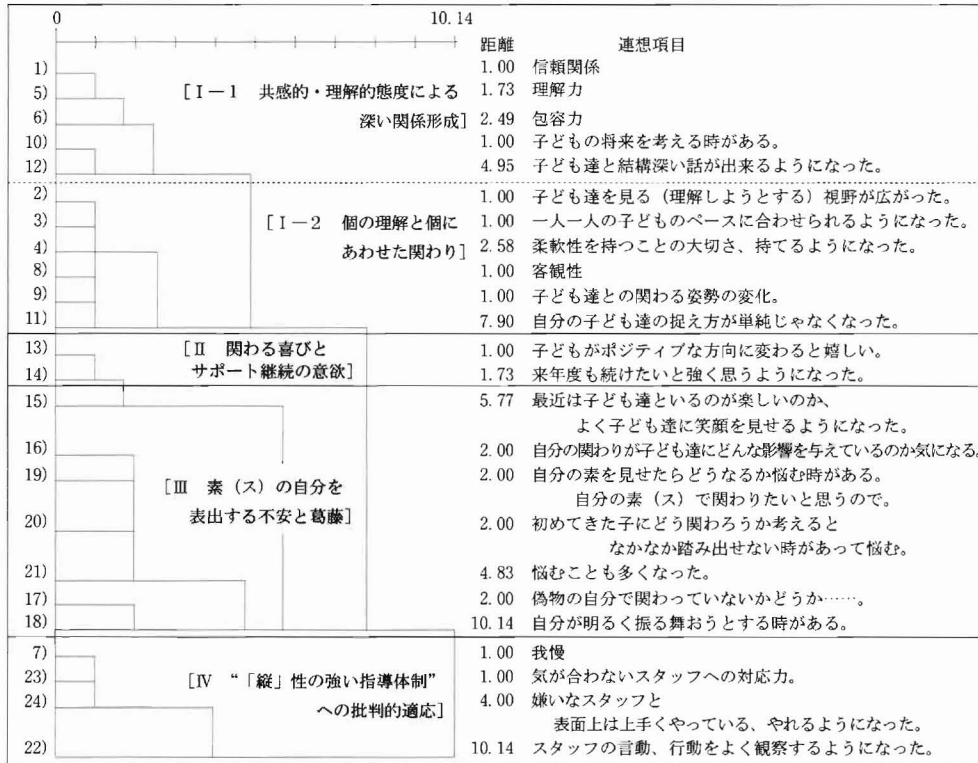 0 10.14
距離 連想項目
1) 1.00 信頼関係
5) [Ⅰ－1 共感的・理解的態度による 1.73 理解力
6) 深い関係形成] 2.49 包容力
10) 1.00 子どもの将来を考える時がある。
12) 4.95 子ども達と結構深い話が出来るようになった。
2) 1.00 子ども達を見る（理解しようとする）視野が広がった。
3) [Ⅰ－2 個の理解と個に 1.00 一人一人の子どものペースに合わせられるようになった。
4) あわせた関わり] 2.58 柔軟性を持つことの大切さ、持てるようになった。
8) 1.00 客観性
9) 1.00 子ども達との関わる姿勢の変化。
11) 7.90 自分の子ども達の捉え方が単純じゃなくなった。
13) [Ⅱ 関わる喜びと 1.00 子どもがポジティブな方向に変わると嬉しい。
14) サポート継続の意欲] 1.73 来年度も続けたいと強く思うようになった。
15) 5.77 最近は子ども達といるのが楽しいのか、
よく子ども達に笑顔を見せるようになった。
16) 2.00 自分の関わりが子ども達にどんな影響を与えているのか気になる。
19) [Ⅲ 素（ス）の自分を 2.00 自分の素を見せたらどうなるか悩む時がある。
表出する不安と葛藤] 自分の素（ス）で関わりたいと思うので。
20) 2.00 初めてきた子にどう関わろうか考えると
なかなか踏み出せない時があって悩む。
21) 4.83 悩むことも多くなった。
17) 2.00 偽物の自分で関わっていないかどうか……。
18) 10.14 自分が明るく振る舞おうとする時がある。
7) 1.00 我慢
23) [Ⅳ “「縦」性の強い指導体制” 1.00 気が合わないスタッフへの対応力。
24) への批判的適応] 4.00 嫌いなスタッフと
表面上は上手くやっている、やれるようになった。
22) 10.14 スタッフの言動、行動をよく観察するようになった。